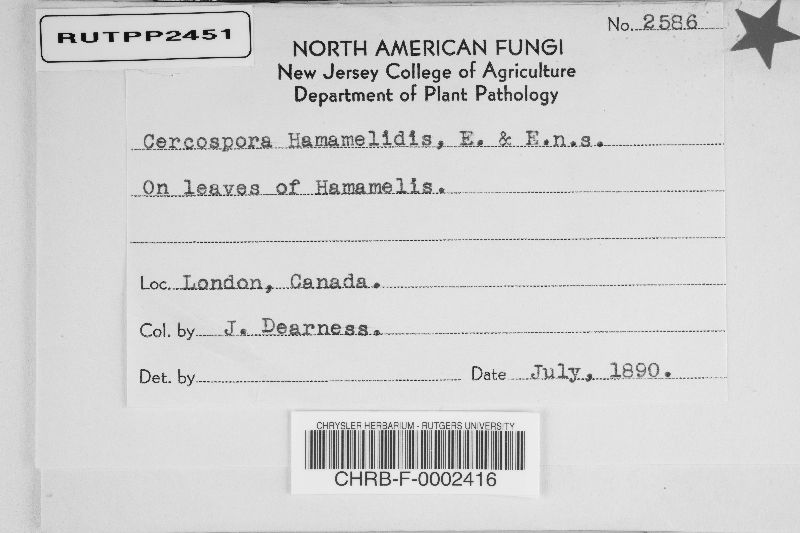 RUTPP2451
No. 2586
NORTH AMERICAN FUNGI
New Jersey College of Agriculture
Department of Plant Pathology
Cercospora Hamamelidis, E. & E.n.s.
On leaves of Hamamelis.
Loc. London, Canada.
Col. by J. Dearness.
Det. by Date July, 1890.
CHRYSLER HERBARIUM - RUTGERS UNIVERSITY
CHRB-F-0002416